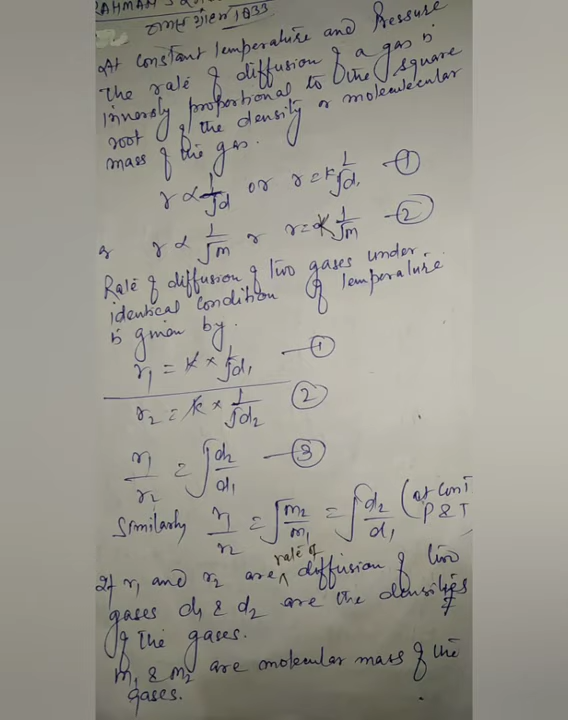 RAHMAN'S
1833
At constant temperature and Pressure
The rate of diffusion of a gas is
inversly proportional to the square
root of the density or moleculecular
mass of the gas.
r ∝ 1/√d or r = k 1/√d, —①
or r ∝ 1/√m or r = k 1/√m —②
Rate of diffusion of two gases under
identical condition of temperature
is given by.
r₁ = k × 1/√d₁ —①
r₂ = k × 1/√d₂ ②
r₁/r₂ = √d₂/d₁ —③
Similarly r₁/r₂ = √m₂/m₁ = √d₂/d₁ (at const P & T
If r₁ and r₂ are rate of diffusion of two
gases d₁ & d₂ are the densities
of the gases.
m₁ & m₂ are molecular mass of the
gases.